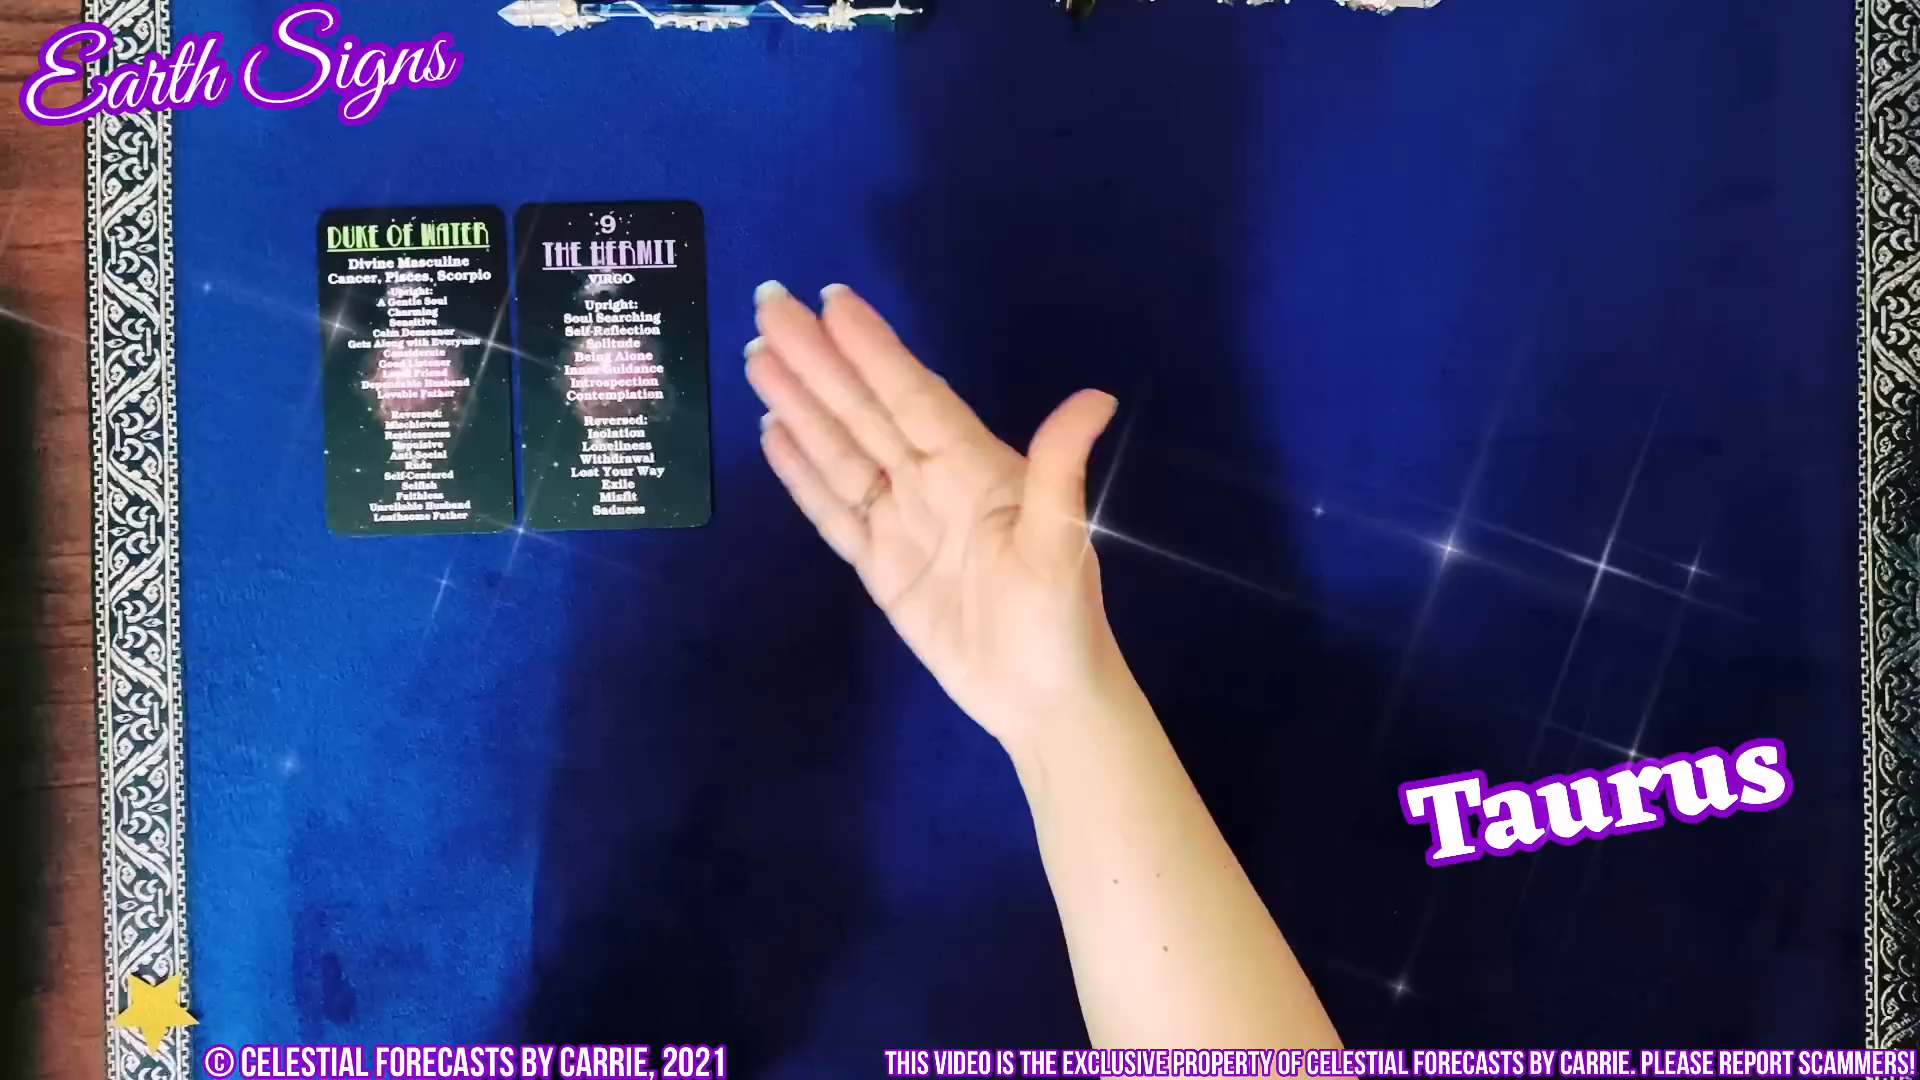 Earth Signs
DUKE OF WATER
Divine Masculine
Cancer, Pisces, Scorpio
Upright:
A Gentle Soul
Charming
Sensitive
Calm Demeanor
Gets Along with Everyone
Considerate
Good Listener
Loyal Friend
Dependable Husband
Lovable Father
Reversed:
Mischievous
Restlessness
Repulsive
Anti-Social
Rude
Self-Centered
Selfish
Faithless
Unreliable Husband
Loathsome Father
9
THE HERMIT
VIRGO
Upright:
Soul Searching
Self-Reflection
Solitude
Being Alone
Inner Guidance
Introspection
Contemplation
Reversed:
Isolation
Loneliness
Withdrawal
Lost Your Way
Exile
Misfit
Sadness
Taurus
© CELESTIAL FORECASTS BY CARRIE, 2021
THIS VIDEO IS THE EXCLUSIVE PROPERTY OF CELESTIAL FORECASTS BY CARRIE. PLEASE REPORT SCAMMERS!